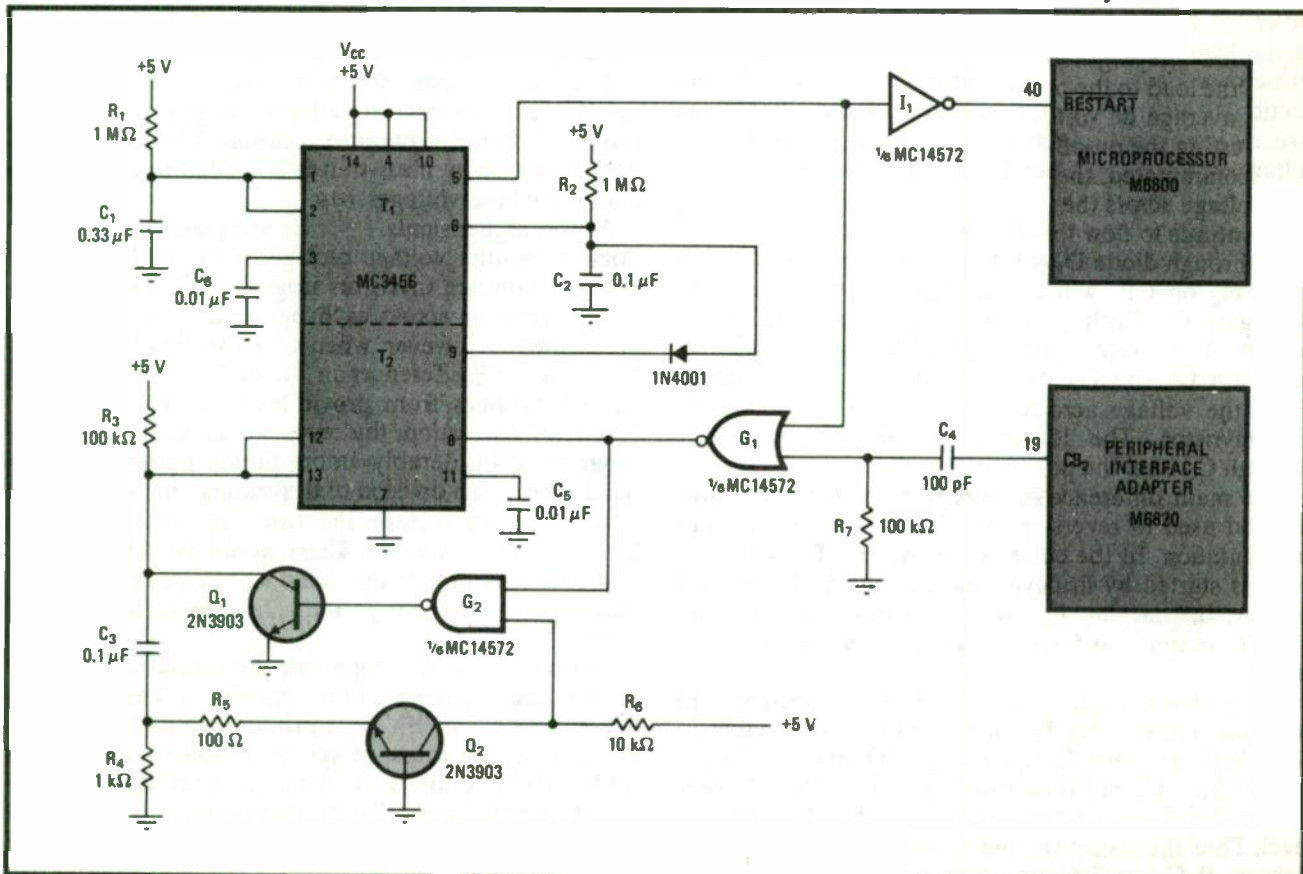 V_CC
+5 V
+5 V
R₁
1 MΩ
C₁
0.33 µF
C₆
0.01 µF
14 4 10
1
2
3
5
6
T₁
MC3456
T₂
9
8
12
13
11
7
+5 V
R₂
1 MΩ
C₂
0.1 µF
1N4001
I₁
⅙ MC14572
40
RESTART
MICROPROCESSOR
M6800
+5 V
R₃
100 kΩ
C₅
0.01 µF
G₁
⅙ MC14572
C₄
100 pF
R₇
100 kΩ
19
CB₂
PERIPHERAL
INTERFACE
ADAPTER
M6820
Q₁
2N3903
G₂
⅙ MC14572
C₃
0.1 µF
R₅
100 Ω
R₄
1 kΩ
Q₂
2N3903
R₆
10 kΩ
+5 V